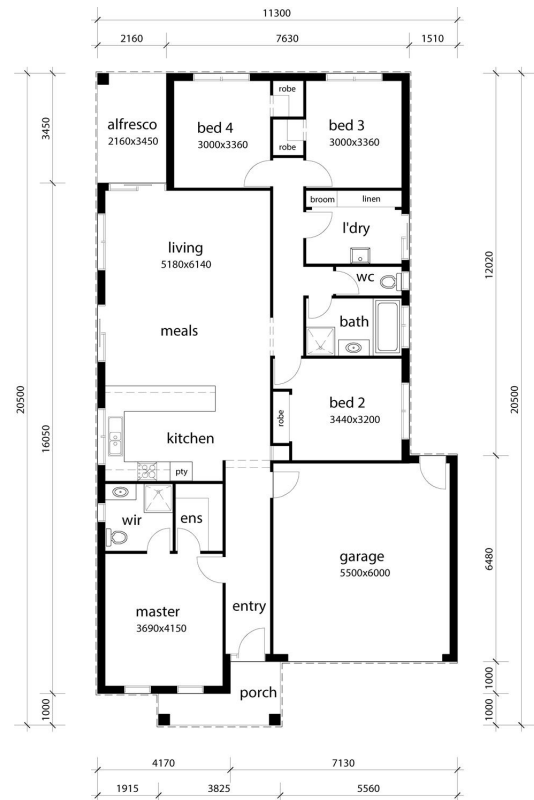 11300
2160
7630
1510
robe
alfresco
2160x3450
bed 4
3000x3360
bed 3
3000x3360
robe
3450
broom
linen
l'dry
living
5180x6140
wc
12020
meals
bath
20500
16050
20500
bed 2
3440x3200
robe
kitchen
pty
wir
ens
garage
5500x6000
6480
master
3690x4150
entry
porch
1000
1000
1000
4170
7130
1915
3825
5560